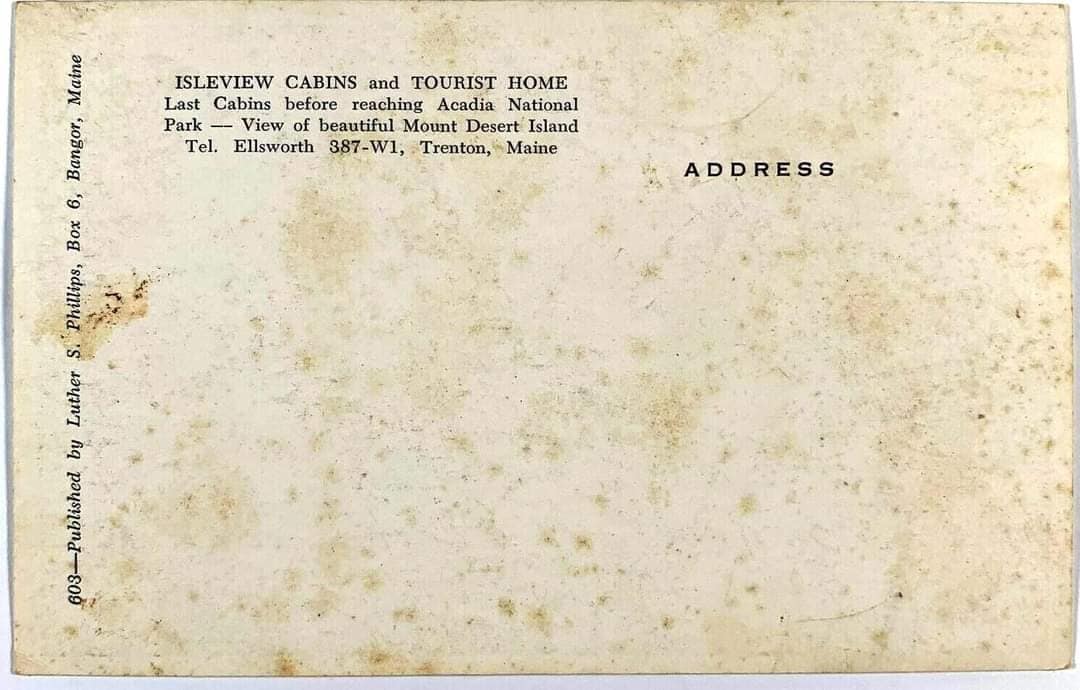 ISLEVIEW CABINS and TOURIST HOME
Last Cabins before reaching Acadia National
Park — View of beautiful Mount Desert Island
Tel. Ellsworth 387-W1, Trenton, Maine
ADDRESS
603—Published by Luther S. Phillips, Box 6, Bangor, Maine